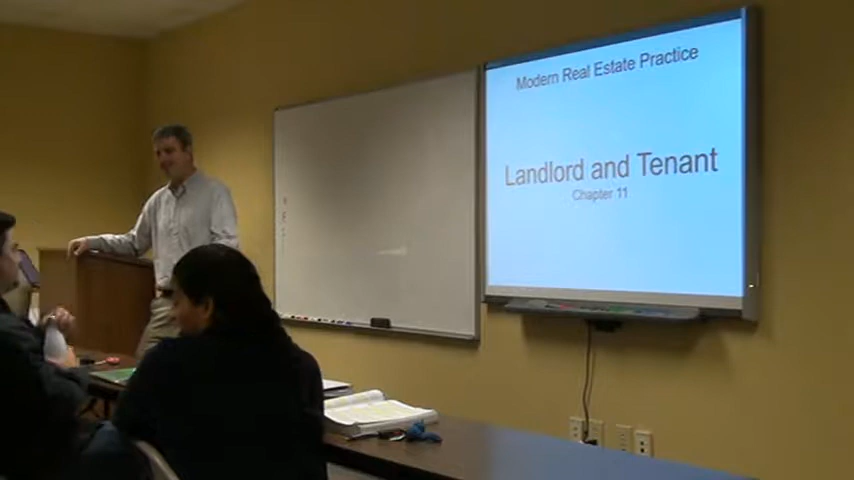 Modern Real Estate Practice
Landlord and Tenant
Chapter 11